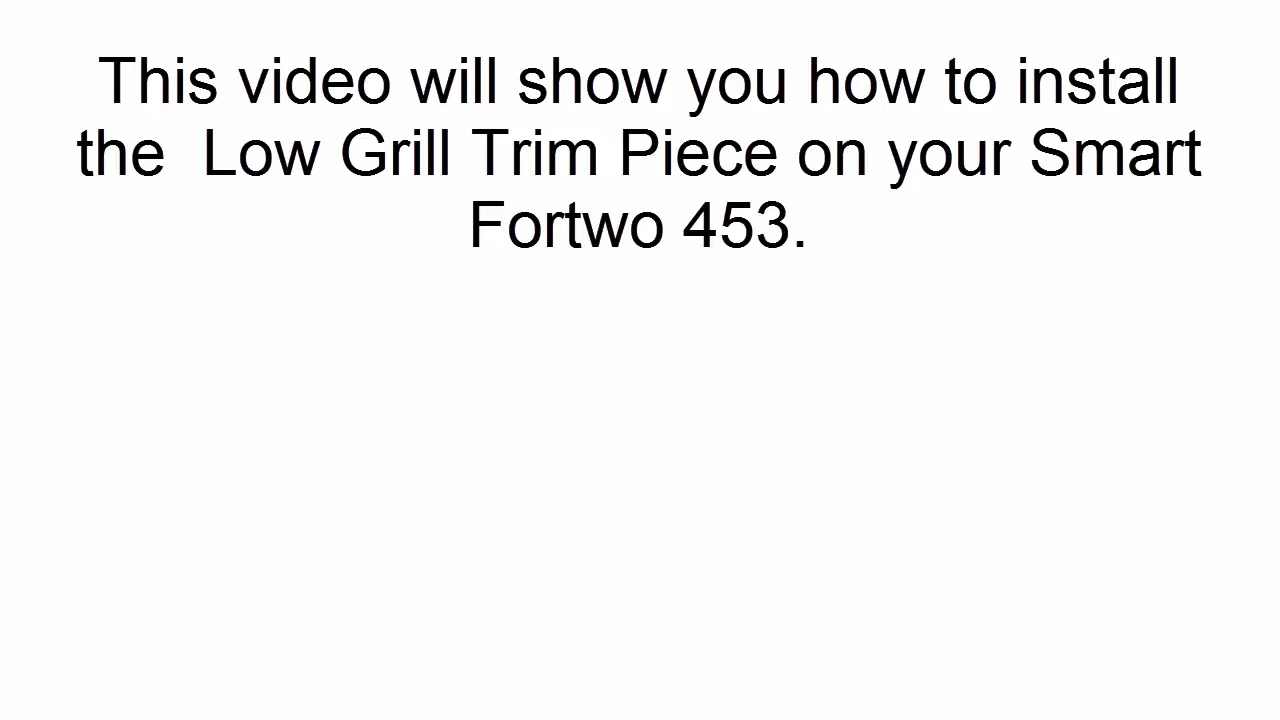 This video will show you how to install
the  Low Grill Trim Piece on your Smart
Fortwo 453.